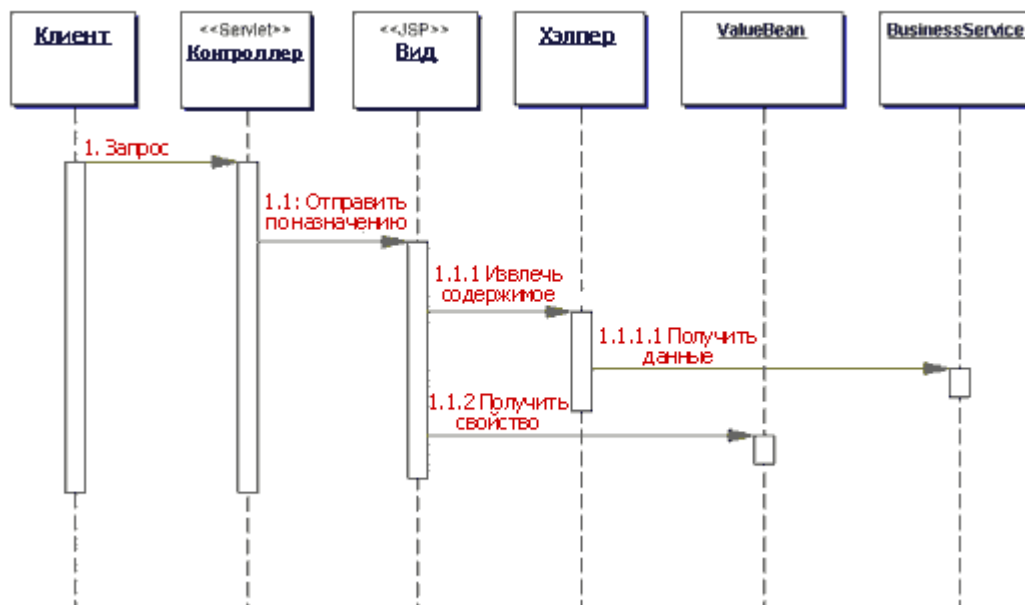 Клиент
<<Servlet>>
Контроллер
<<JSP>>
Вид
Хэлпер
ValueBean
BusinessService
1. Запрос
1.1: Отправить
по назначению
1.1.1 Извлечь
содержимое
1.1.1.1 Получить
данные
1.1.2 Получить
свойство